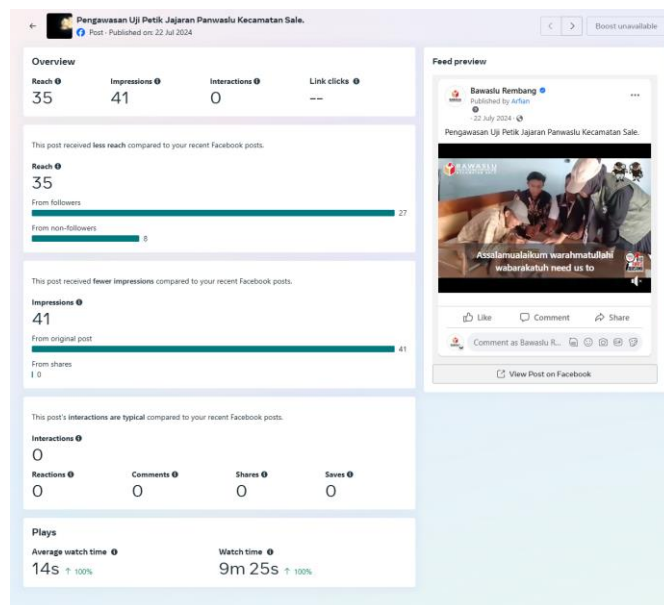 Pengawasan Uji Petik Jajaran Panwaslu Kecamatan Sale.
Post · Published on: 22 Jul 2024
Boost unavailable
Overview
Reach Impressions Interactions Link clicks
35 41 0 --
This post received less reach compared to your recent Facebook posts.
Reach
35
From followers
27
From non-followers
8
This post received fewer impressions compared to your recent Facebook posts.
Impressions
41
From original post
41
From shares
0
This post's interactions are typical compared to your recent Facebook posts.
Interactions
0
Reactions Comments Shares Saves
0 0 0 0
Plays
Average watch time Watch time
14s ↑ 100% 9m 25s ↑ 100%
Feed preview
Bawaslu Rembang
Published by Arfian
· 22 July 2024 ·
Pengawasan Uji Petik Jajaran Panwaslu Kecamatan Sale.
BAWASLU
Assalamualaikum warahmatullahi
wabarakatuh need us to
Like Comment Share
Comment as Bawaslu R...
View Post on Facebook